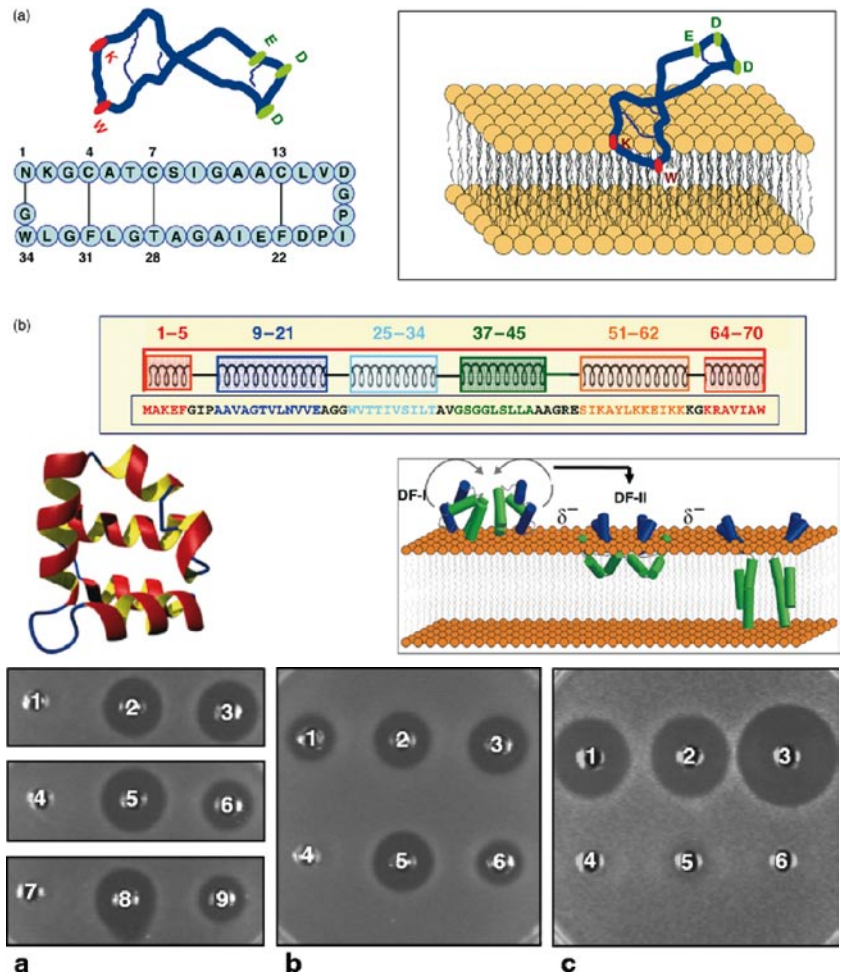 (a)
K
W
E
D
D
1 4 7 13
N K G C A T C S I G A A C L V D
G
G
P
W L G F L G T A G A I E F D P I
34 31 28 22
E
D
D
K
W
(b)
1–5 9–21 25–34 37–45 51–62 64–70
MAKEFGIPAAVAGTVLNVVEAGGWVTTIVSILTAVGSGGLSLLAAAGRESIKAYLKKEIKKKGKRAVIAW
DF-I
DF-II
δ−
δ−
1 2 3
4 5 6
7 8 9
a
1 2 3
4 5 6
b
1 2 3
4 5 6
c